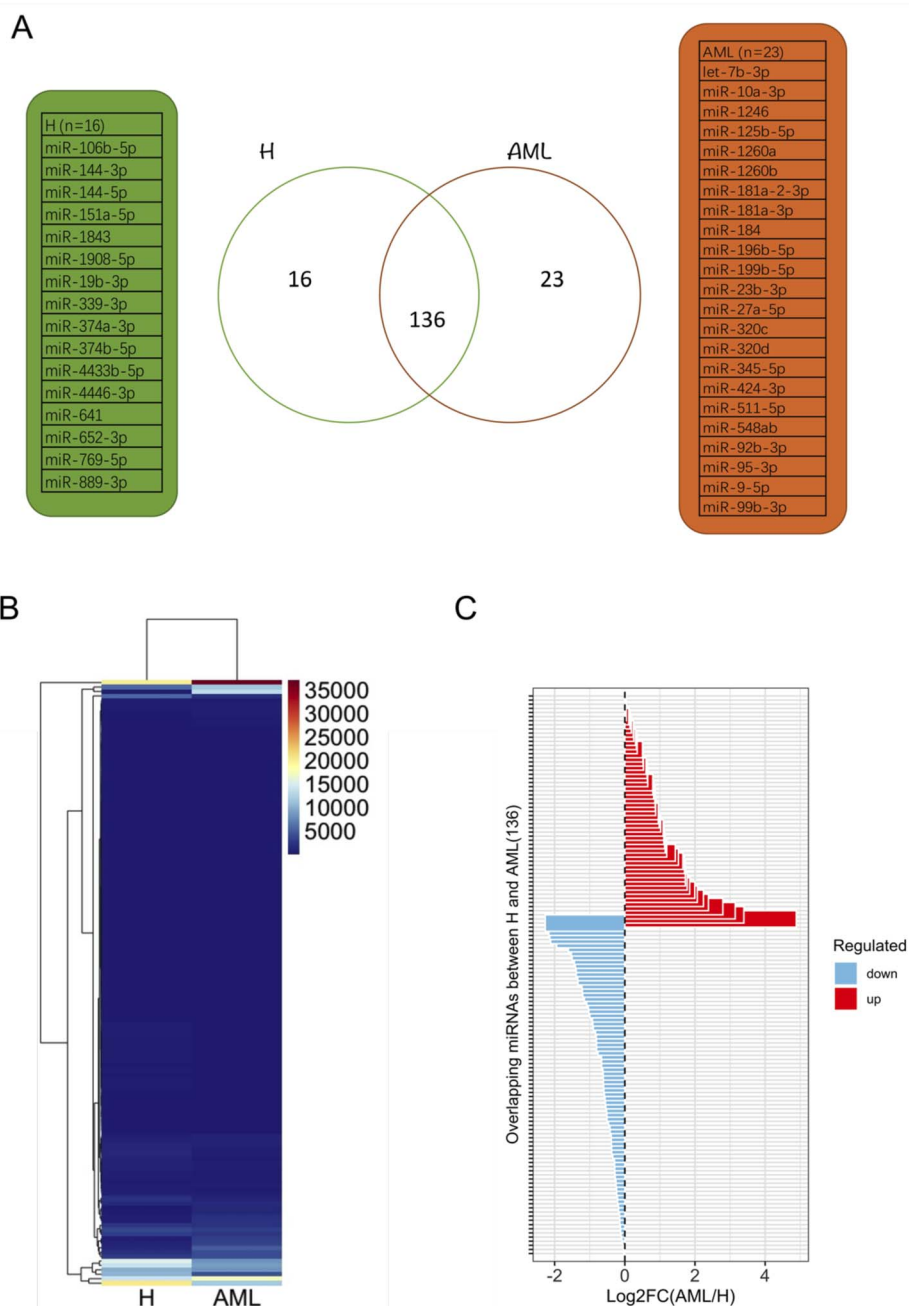 A
H (n=16)
miR-106b-5p
miR-144-3p
miR-144-5p
miR-151a-5p
miR-1843
miR-1908-5p
miR-19b-3p
miR-339-3p
miR-374a-3p
miR-374b-5p
miR-4433b-5p
miR-4446-3p
miR-641
miR-652-3p
miR-769-5p
miR-889-3p
H
AML
16
136
23
AML (n=23)
let-7b-3p
miR-10a-3p
miR-1246
miR-125b-5p
miR-1260a
miR-1260b
miR-181a-2-3p
miR-181a-3p
miR-184
miR-196b-5p
miR-199b-5p
miR-23b-3p
miR-27a-5p
miR-320c
miR-320d
miR-345-5p
miR-424-3p
miR-511-5p
miR-548ab
miR-92b-3p
miR-95-3p
miR-9-5p
miR-99b-3p
B
35000
30000
25000
20000
15000
10000
5000
H AML
C
Overlapping miRNAs between H and AML(136)
-2 0 2 4
Log2FC(AML/H)
Regulated
down
up